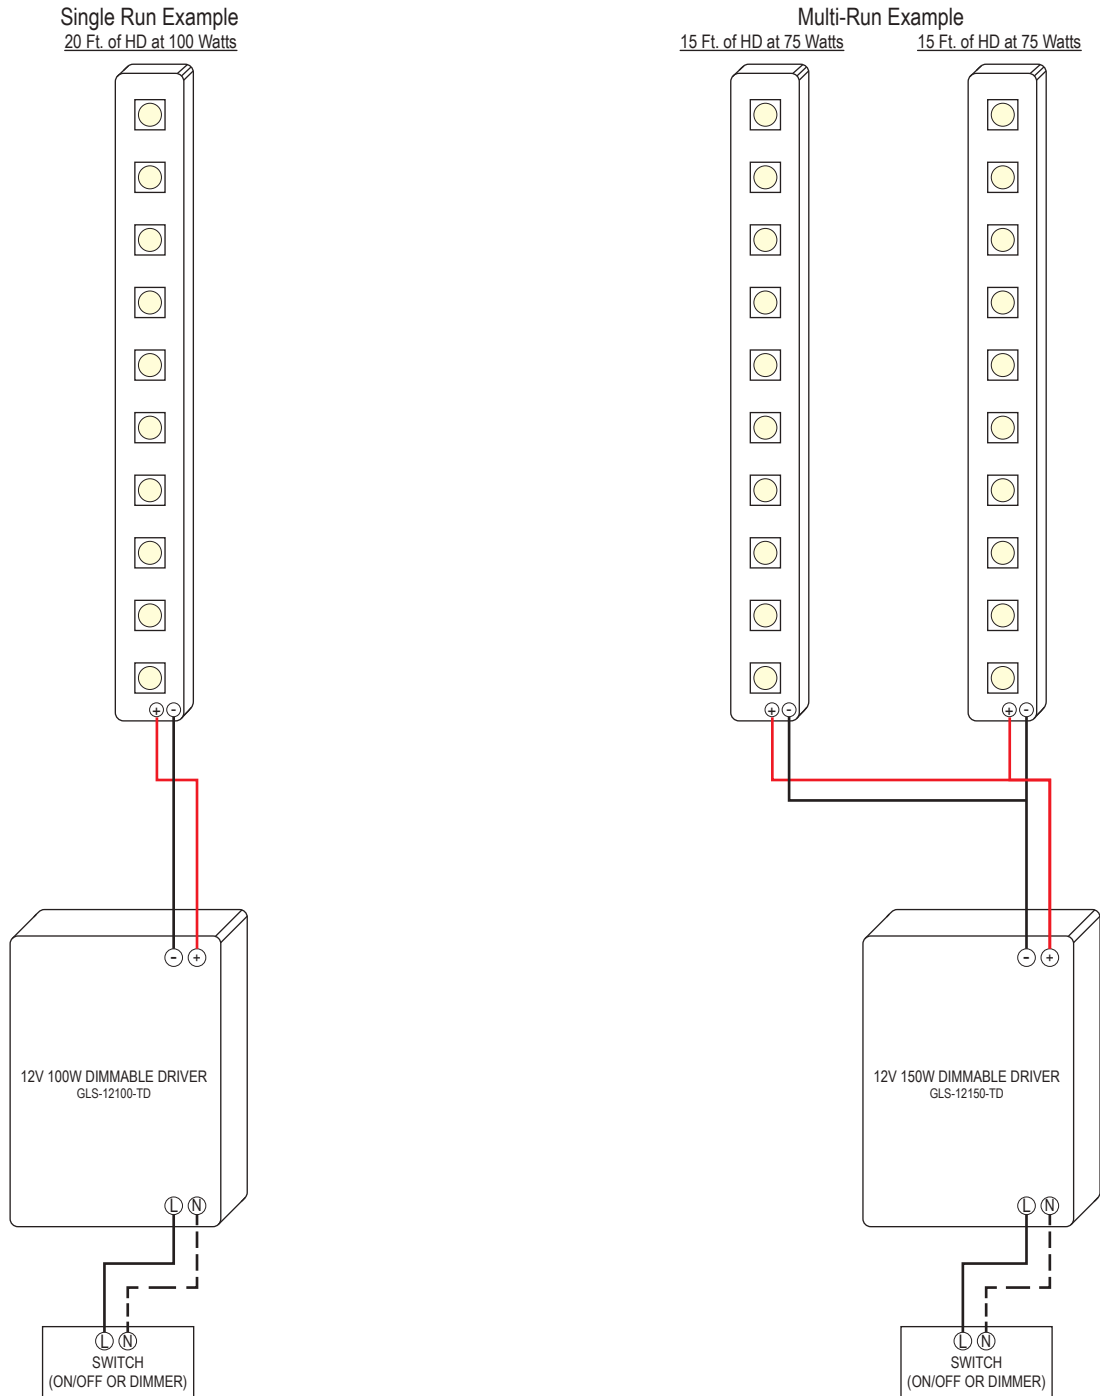 Single Run Example
20 Ft. of HD at 100 Watts
+ -
- +
12V 100W DIMMABLE DRIVER
GLS-12100-TD
L N
L N
SWITCH
(ON/OFF OR DIMMER)
Multi-Run Example
15 Ft. of HD at 75 Watts
15 Ft. of HD at 75 Watts
+ -
+ -
- +
12V 150W DIMMABLE DRIVER
GLS-12150-TD
L N
L N
SWITCH
(ON/OFF OR DIMMER)